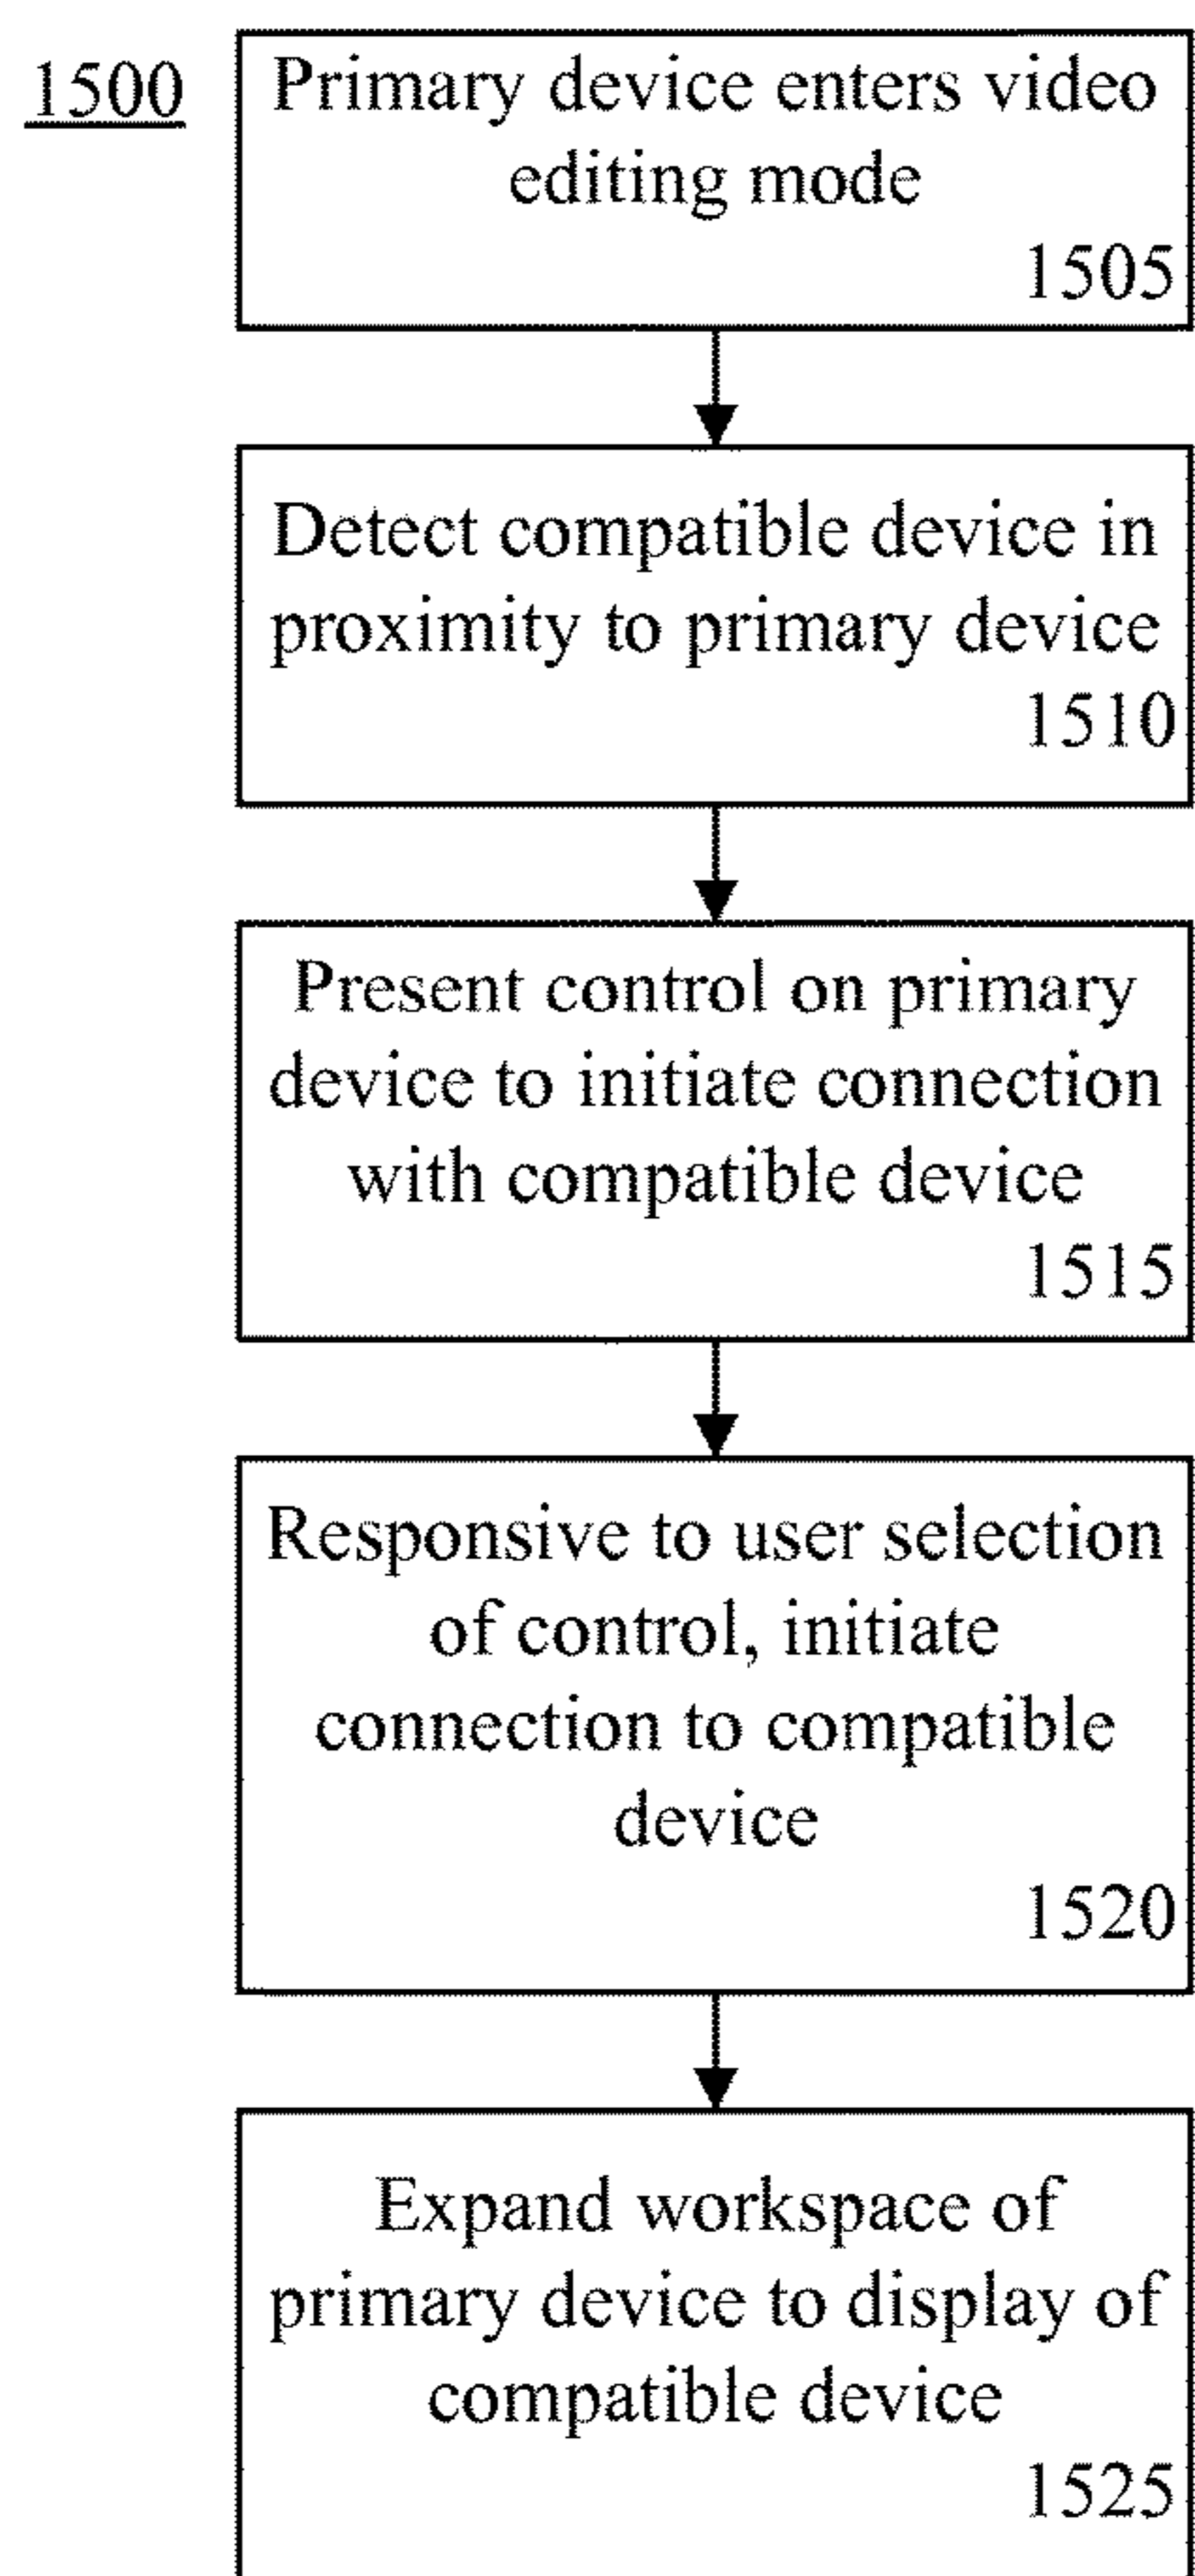 1500
Primary device enters video
editing mode
1505
Detect compatible device in
proximity to primary device
1510
Present control on primary
device to initiate connection
with compatible device
1515
Responsive to user selection
of control, initiate
connection to compatible
device
1520
Expand workspace of
primary device to display of
compatible device
1525